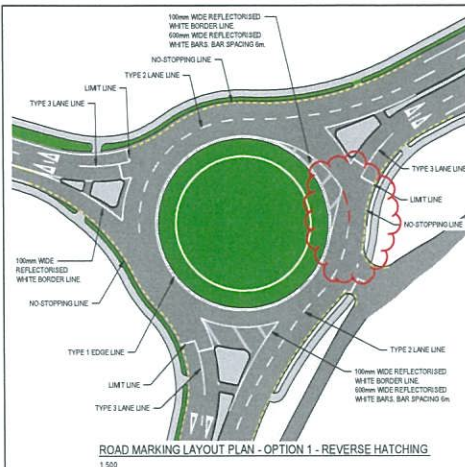 100mm WIDE REFLECTORISED
WHITE BORDER LINE.
600mm WIDE REFLECTORISED
WHITE BARS. BAR SPACING 6m.
NO-STOPPING LINE
TYPE 2 LANE LINE
LIMIT LINE
TYPE 3 LANE LINE
TYPE 3 LANE LINE
LIMIT LINE
NO-STOPPING LINE
100mm WIDE
REFLECTORISED
WHITE BORDER LINE.
NO-STOPPING LINE
TYPE 1 EDGE LINE
TYPE 2 LANE LINE
LIMIT LINE
100mm WIDE REFLECTORISED
WHITE BORDER LINE.
600mm WIDE REFLECTORISED
WHITE BARS. BAR SPACING 6m.
TYPE 3 LANE LINE
ROAD MARKING LAYOUT PLAN - OPTION 1 - REVERSE HATCHING
1:500